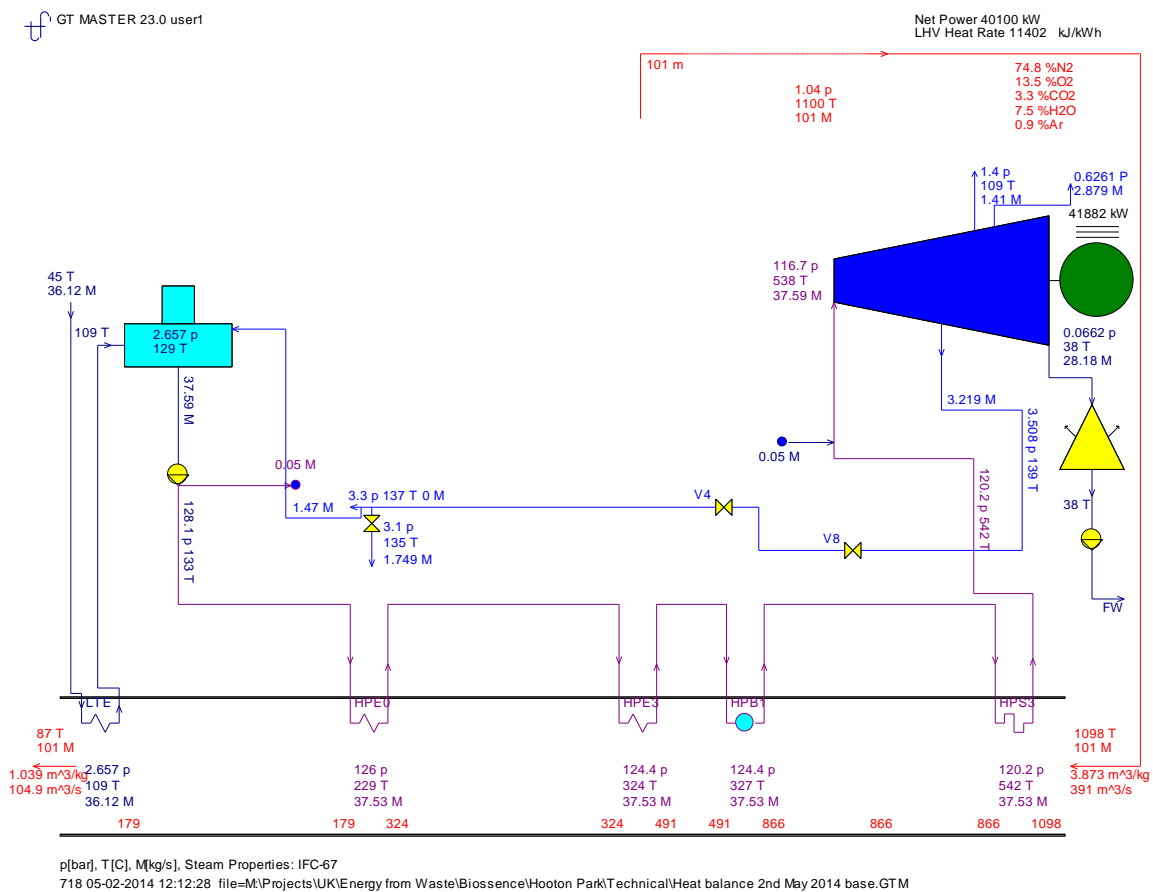 GT MASTER 23.0 user1
Net Power 40100 kW
LHV Heat Rate 11402 kJ/kWh
101 m
1.04 p
1100 T
101 M
74.8 %N2
13.5 %O2
3.3 %CO2
7.5 %H2O
0.9 %Ar
1.4 p
109 T
1.41 M
0.6261 P
2.879 M
41882 kW
116.7 p
538 T
37.59 M
45 T
36.12 M
109 T
2.657 p
129 T
0.0662 p
38 T
28.18 M
37.59 M
3.219 M
3.508 p 139 T
0.05 M
0.05 M
120.2 p 542 T
128.1 p 133 T
1.47 M
3.3 p 137 T 0 M
V4
3.1 p
135 T
1.749 M
V8
38 T
FW
LTE
HPE0
HPE3
HPB1
HPS3
87 T
101 M
1.039 m^3/kg
104.9 m^3/s
2.657 p
109 T
36.12 M
126 p
229 T
37.53 M
124.4 p
324 T
37.53 M
124.4 p
327 T
37.53 M
120.2 p
542 T
37.53 M
1098 T
101 M
3.873 m^3/kg
391 m^3/s
179 179 324 324 491 491 866 866 866 1098
p[bar], T[C], M[kg/s], Steam Properties: IFC-67
718 05-02-2014 12:12:28 file=M:\Projects\UK\Energy from Waste\Biossence\Hooton Park\Technical\Heat balance 2nd May 2014 base.GTM